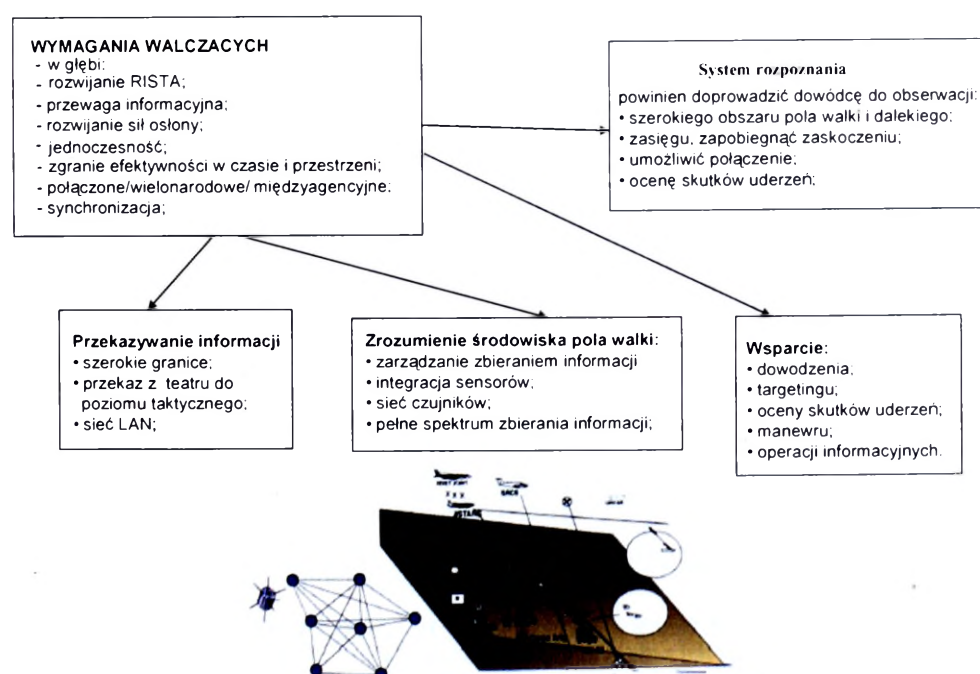 WYMAGANIA WALCZACYCH
- w głębi:
- rozwijanie RISTA;
- przewaga informacyjna;
- rozwijanie sił osłony;
- jednoczesność;
- zgranie efektywności w czasie i przestrzeni;
- połączone/wielonarodowe/ międzyagencyjne;
- synchronizacja;
System rozpoznania
powinien doprowadzić dowódcę do obserwacji:
• szerokiego obszaru pola walki i dalekiego;
• zasięgu, zapobiegnąć zaskoczeniu;
• umożliwić połączenie;
• ocenę skutków uderzeń;
Przekazywanie informacji
• szerokie granice;
• przekaz z teatru do
poziomu taktycznego;
• sieć LAN;
Zrozumienie środowiska pola walki:
• zarządzanie zbieraniem informacji
• integracja sensorów;
• sieć czujników;
• pełne spektrum zbierania informacji;
Wsparcie:
• dowodzenia;
• targetingu;
• oceny skutków uderzeń;
• manewru;
• operacji informacyjnych.